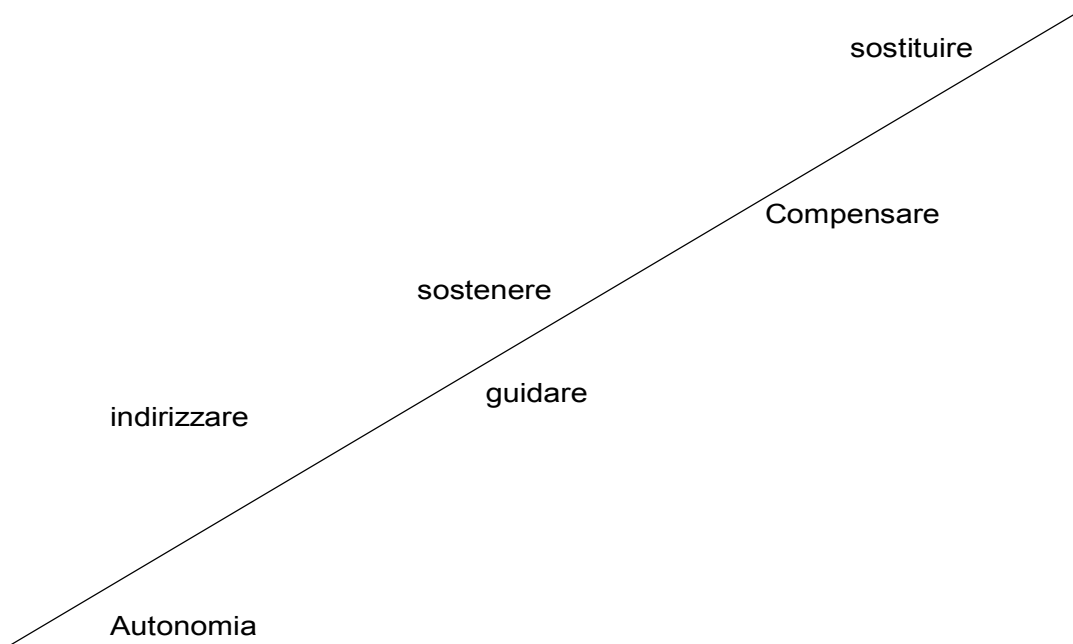 sostituire
Compensare
sostenere
guidare
indirizzare
Autonomia